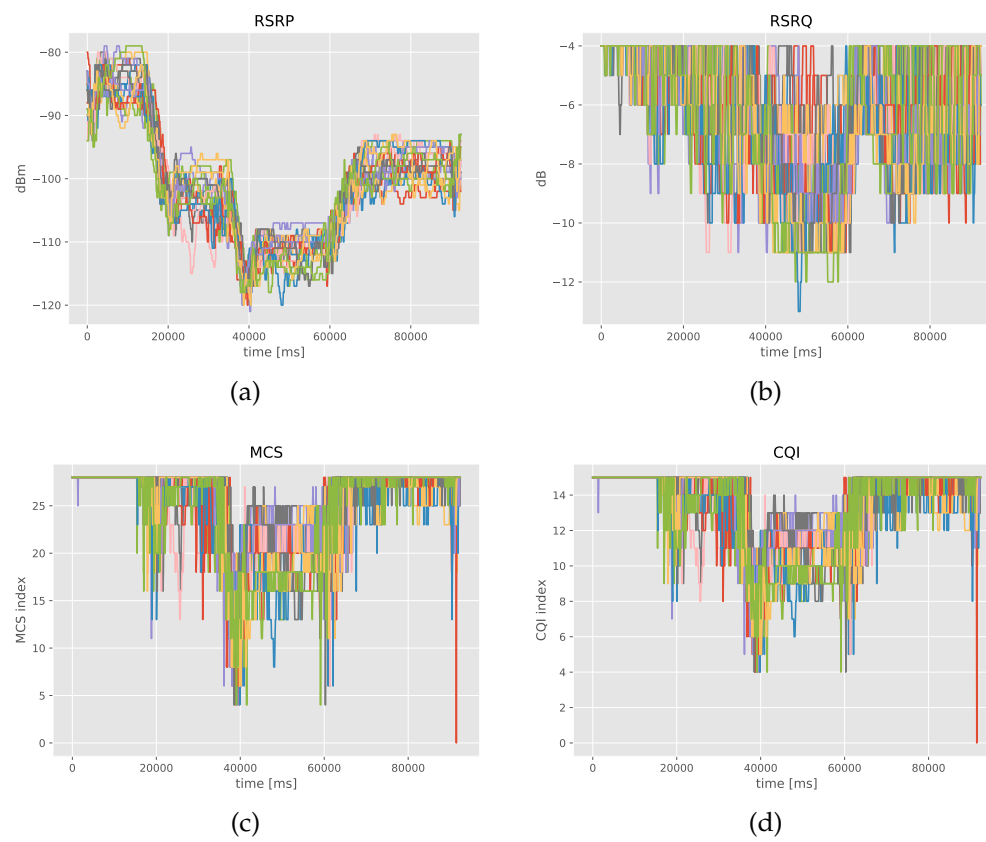 RSRP
RSRQ
−80
−90
−100
−110
−120
dBm
0 20000 40000 60000 80000
time [ms]
−4
−6
−8
−10
−12
dB
0 20000 40000 60000 80000
time [ms]
(a)
(b)
MCS
CQI
25
20
15
10
5
0
MCS index
0 20000 40000 60000 80000
time [ms]
14
12
10
8
6
4
2
0
CQI index
0 20000 40000 60000 80000
time [ms]
(c)
(d)